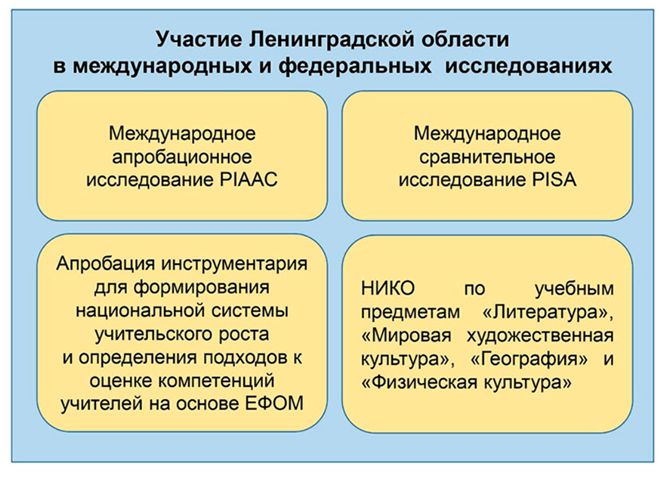 Участие Ленинградской области
в международных и федеральных исследованиях
Международное
апробационное
исследование PIAAC
Международное
сравнительное
исследование PISA
Апробация инструментария
для формирования
национальной системы
учительского роста
и определения подходов к
оценке компетенций
учителей на основе ЕФОМ
НИКО по учебным
предметам «Литература»,
«Мировая художественная
культура», «География» и
«Физическая культура»